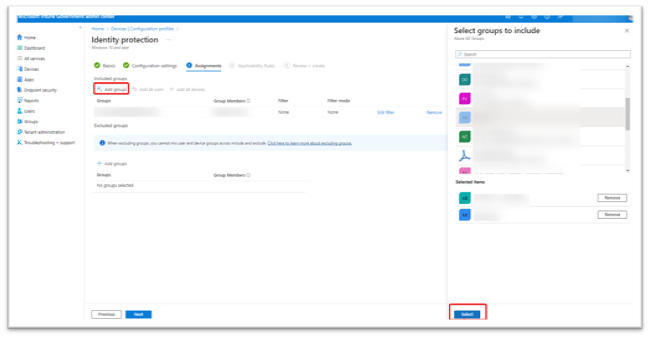 Microsoft Intune Government admin center
Home > Devices | Configuration profiles >
Identity protection ...
Windows 10 and later
Basics
Configuration settings
3 Assignments
4 Applicability Rules
5 Review + create
Included groups
Add groups
Add all users
+ Add all devices
Groups
Group Members
Filter
Filter mode
None
None
Edit filter
Remove
Excluded groups
When excluding groups, you cannot mix user and device groups across include and exclude. Click here to learn more about excluding groups.
+ Add groups
Groups
Group Members
No groups selected
Previous
Next
Home
Dashboard
All services
Devices
Apps
Endpoint security
Reports
Users
Groups
Tenant administration
Troubleshooting + support
Select groups to include
Azure AD Groups
Search
Selected items
Remove
Remove
Select